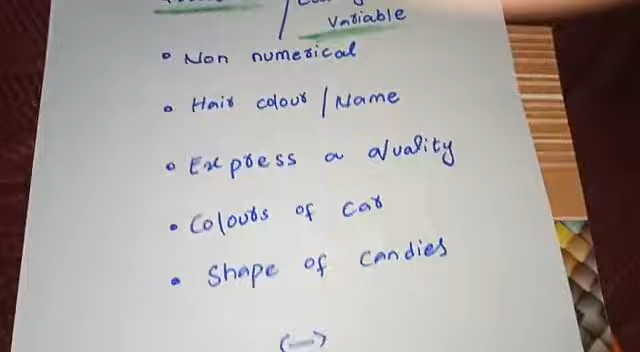 Variable
• Non numerical
• Hair colour / Name
• Express a quality
• Colours of car
• Shape of candies